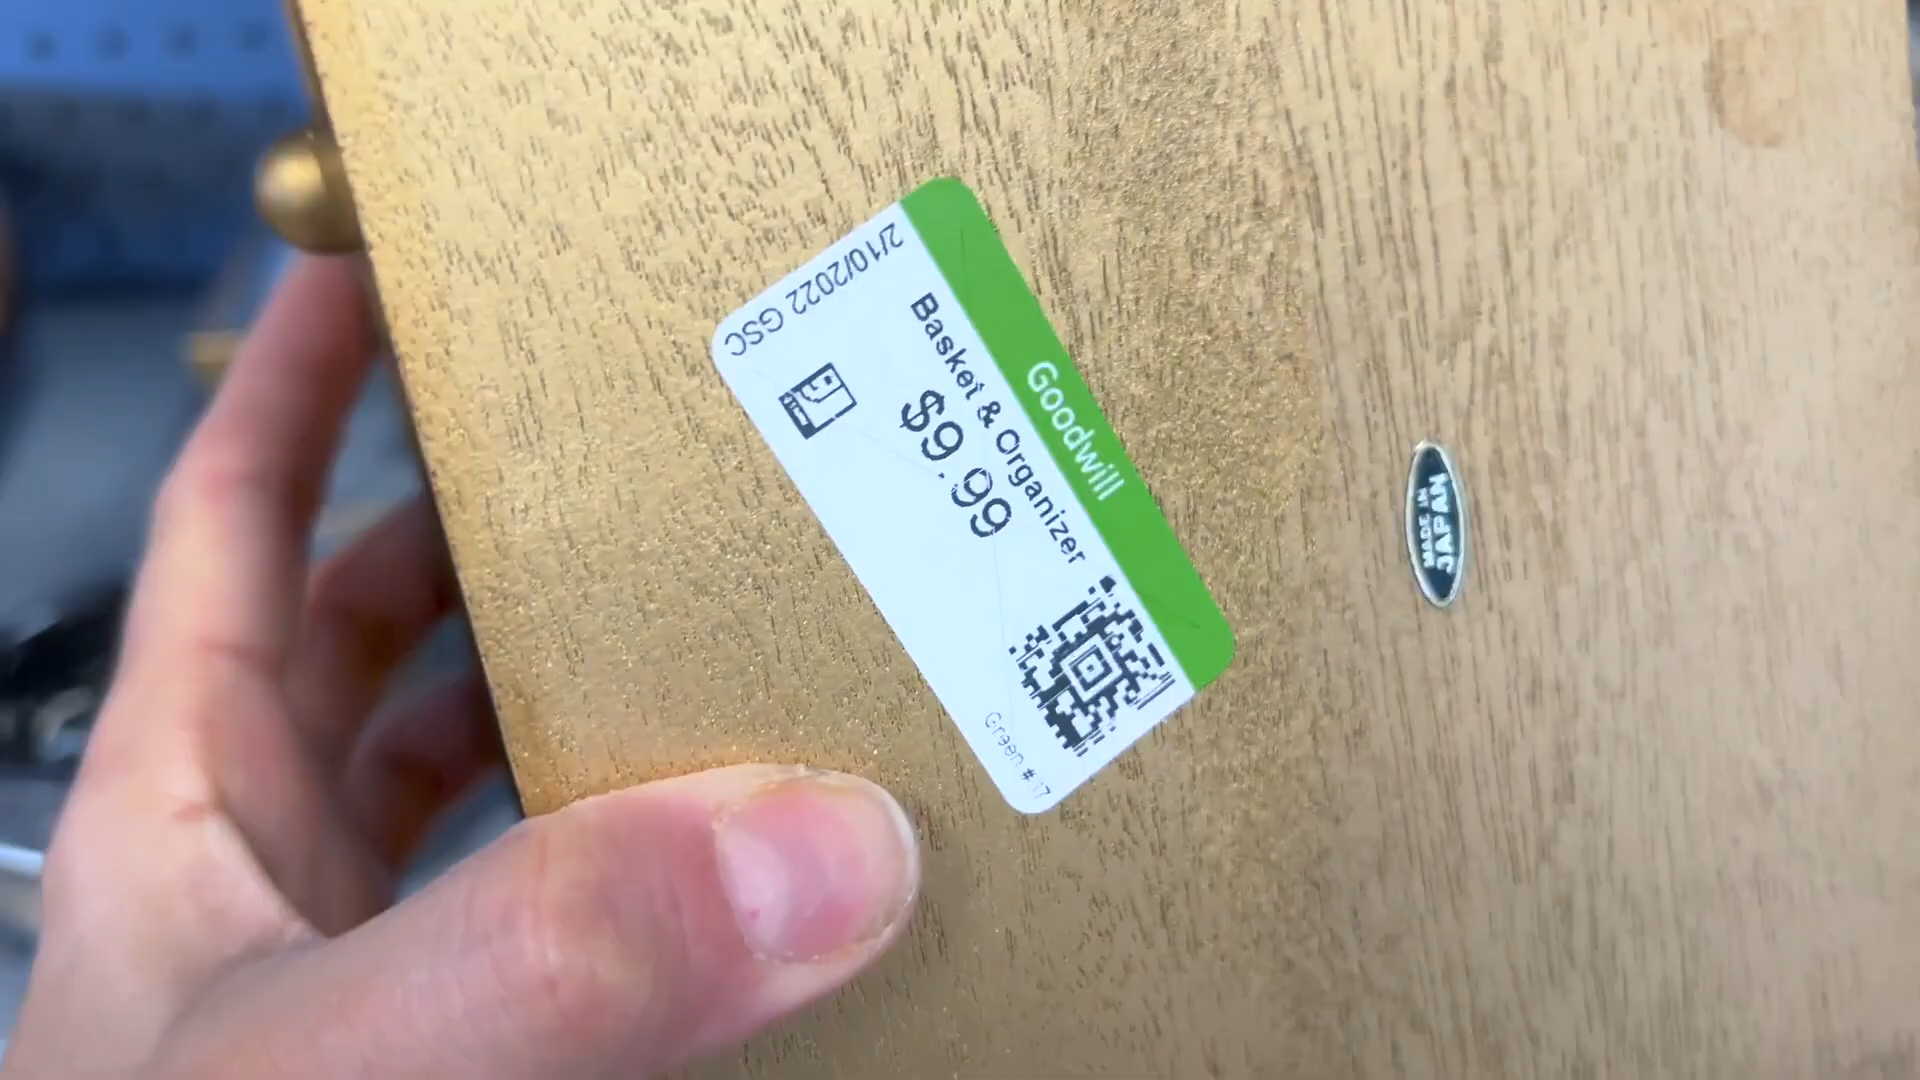 Goodwill
Basket & Organizer
$9.99
2/10/2022 GSC
Green #17
MADE IN
JAPAN